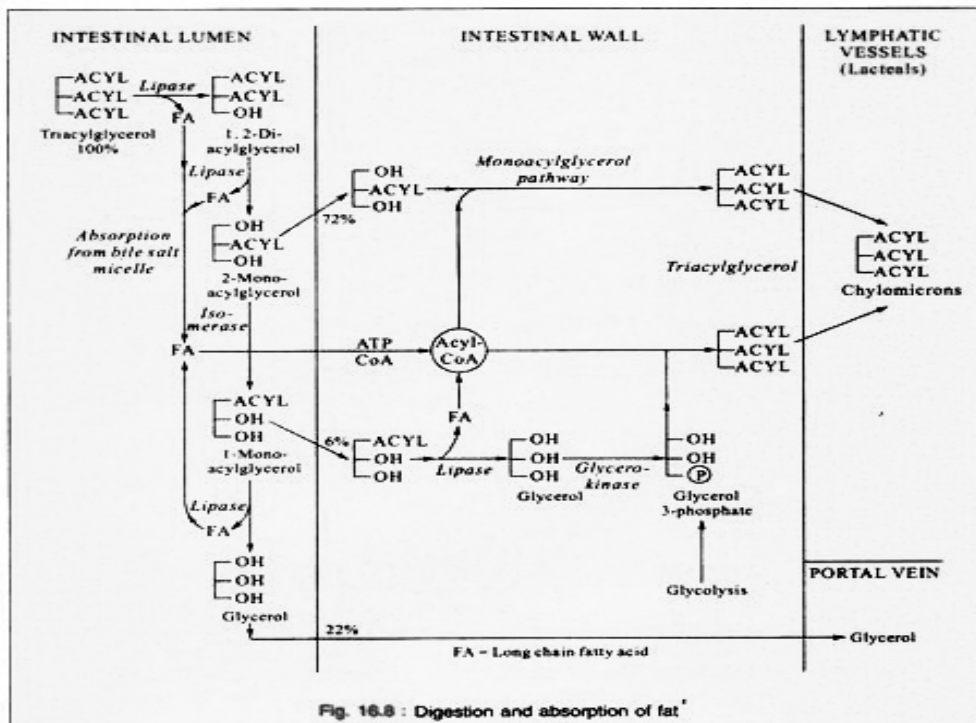 INTESTINAL LUMEN
INTESTINAL WALL
LYMPHATIC
VESSELS
(Lacteals)
ACYL
ACYL
ACYL
Triacylglycerol
100%
Lipase
FA
ACYL
ACYL
OH
1, 2-Di-
acylglycerol
Lipase
FA
Absorption
from bile salt
micelle
OH
ACYL
OH
2-Mono-
acylglycerol
72%
OH
ACYL
OH
Monoacylglycerol
pathway
ACYL
ACYL
ACYL
Triacylglycerol
ACYL
ACYL
ACYL
Chylomicrons
Iso-
merase
FA
ATP
CoA
Acyl-
CoA
ACYL
ACYL
ACYL
ACYL
OH
OH
1-Mono-
acylglycerol
6%
ACYL
OH
OH
FA
Lipase
OH
OH
OH
Glycerol
Glycero-
kinase
OH
OH
P
Glycerol
3-phosphate
Glycolysis
Lipase
FA
OH
OH
OH
Glycerol
22%
PORTAL VEIN
Glycerol
FA - Long chain fatty acid
Fig. 16.8 : Digestion and absorption of fat